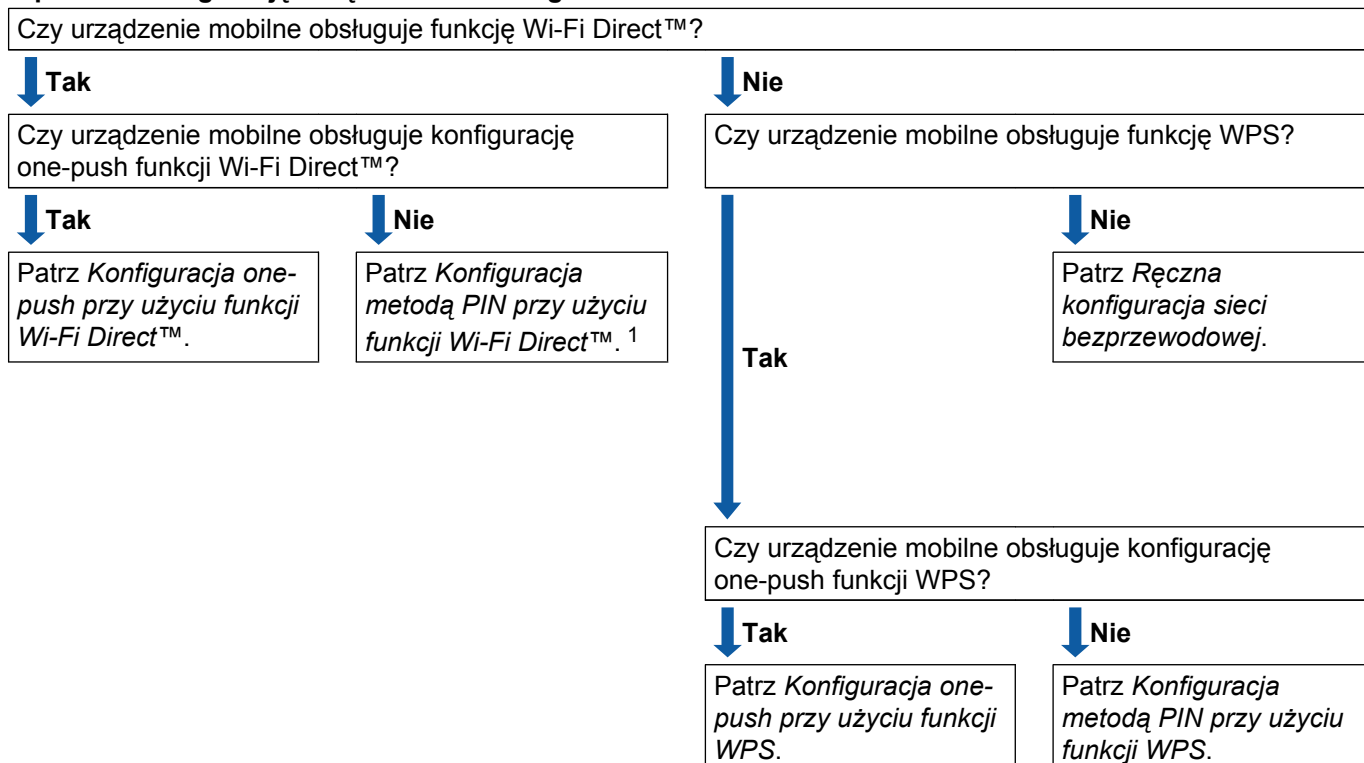 Czy urządzenie mobilne obsługuje funkcję Wi-Fi Direct™?
Tak
Nie
Czy urządzenie mobilne obsługuje konfigurację
one-push funkcji Wi-Fi Direct™?
Czy urządzenie mobilne obsługuje funkcję WPS?
Tak
Nie
Nie
Patrz Konfiguracja one-
push przy użyciu funkcji
Wi-Fi Direct™.
Patrz Konfiguracja
metodą PIN przy użyciu
funkcji Wi-Fi Direct™. 1
Patrz Ręczna
konfiguracja sieci
bezprzewodowej.
Tak
Czy urządzenie mobilne obsługuje konfigurację
one-push funkcji WPS?
Tak
Nie
Patrz Konfiguracja one-
push przy użyciu funkcji
WPS.
Patrz Konfiguracja
metodą PIN przy użyciu
funkcji WPS.